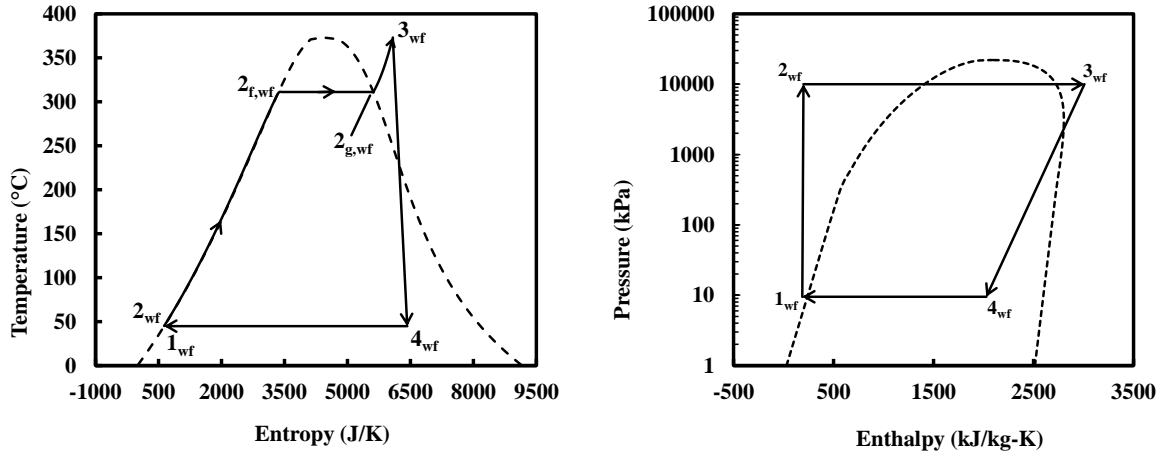 400
350
300
250
200
150
100
50
0
-1000 500 2000 3500 5000 6500 8000 9500
Temperature (°C)
Entropy (J/K)
3wf
2f,wf
2g,wf
2wf
1wf
4wf
100000
10000
1000
100
10
1
-500 500 1500 2500 3500
Pressure (kPa)
Enthalpy (kJ/kg-K)
2wf
3wf
1wf
4wf